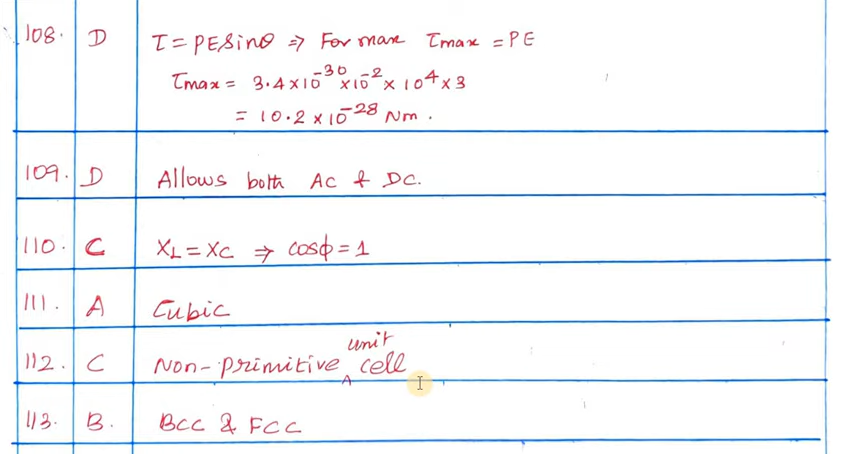 108. D τ = PE Sinθ ⇒ For max τmax = PE
τmax = 3.4×10⁻³⁰×10⁻²×10⁴×3
= 10.2×10⁻²⁸ Nm.
109. D Allows both AC & DC.
110. C XL = XC ⇒ cosϕ = 1
111. A Cubic
112. C Non-primitive unit cell
113. B. BCC & FCC